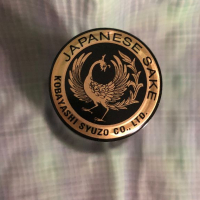 JAPANESE SAKE
KOBAYASHI SYUZO CO., LTD.